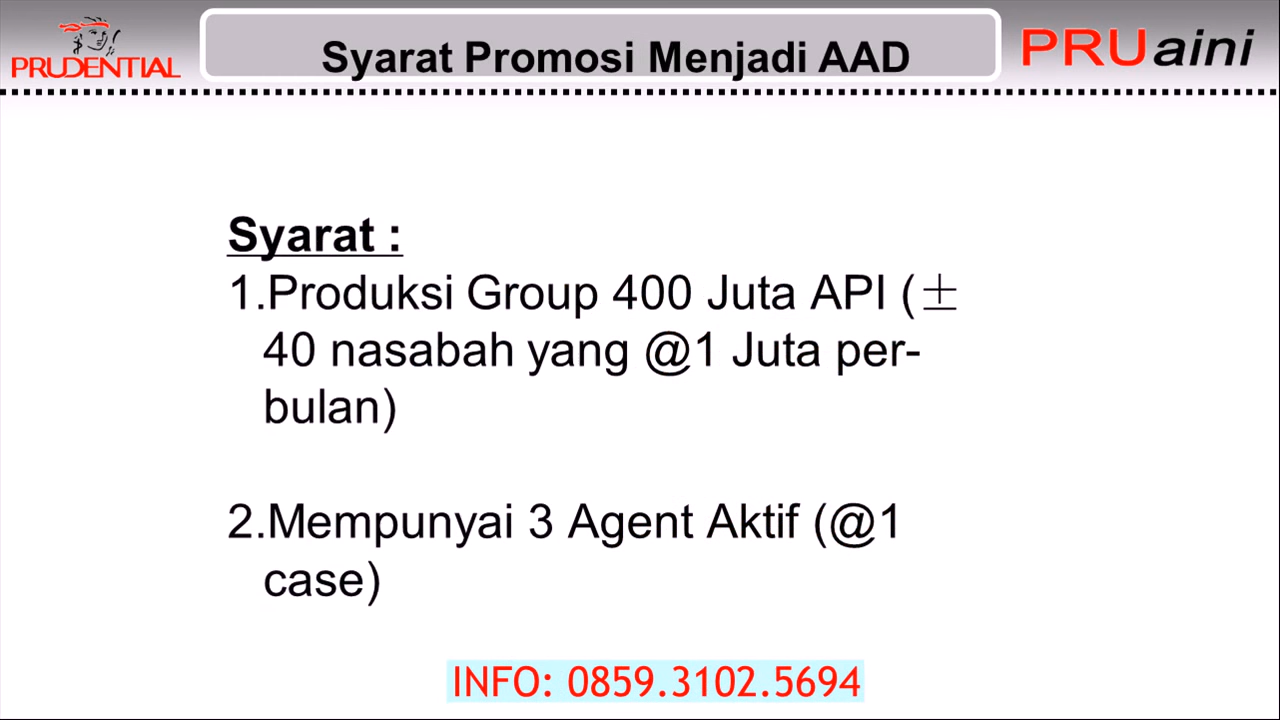 PRUDENTIAL
Syarat Promosi Menjadi AAD
PRUaini
Syarat :
1.Produksi Group 400 Juta API (±
40 nasabah yang @1 Juta per-
bulan)
2.Mempunyai 3 Agent Aktif (@1
case)
INFO: 0859.3102.5694